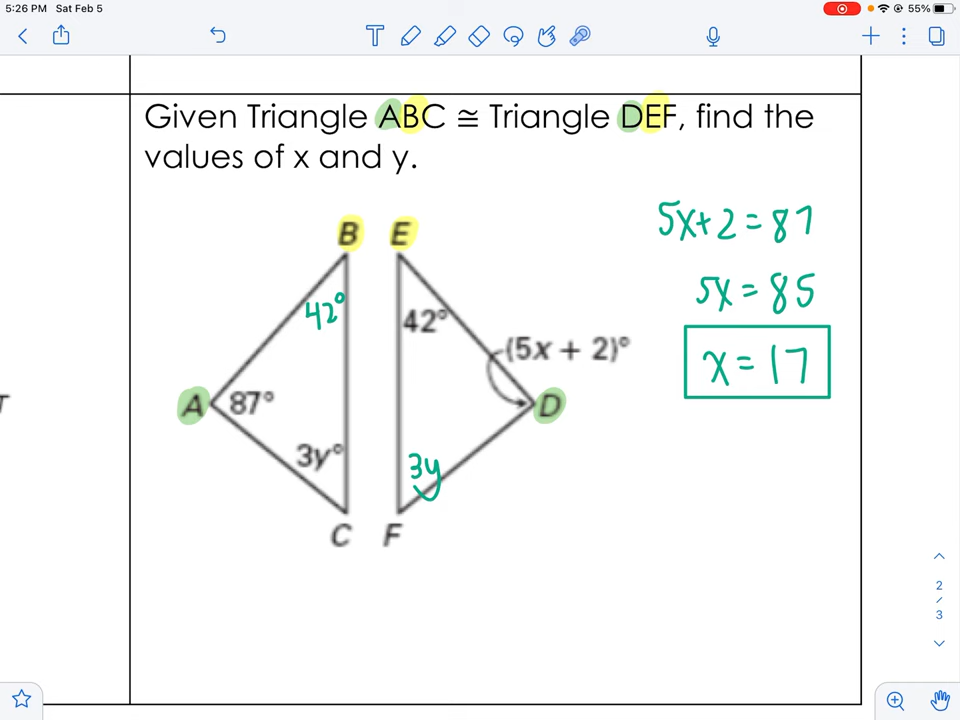 5:26 PM Sat Feb 5
55%
Given Triangle ABC ≅ Triangle DEF, find the
values of x and y.
5x+2=87
B E
5x = 85
42° 42°
(5x + 2)°
x = 17
A 87° D
3y° 3y
C F
2
/
3